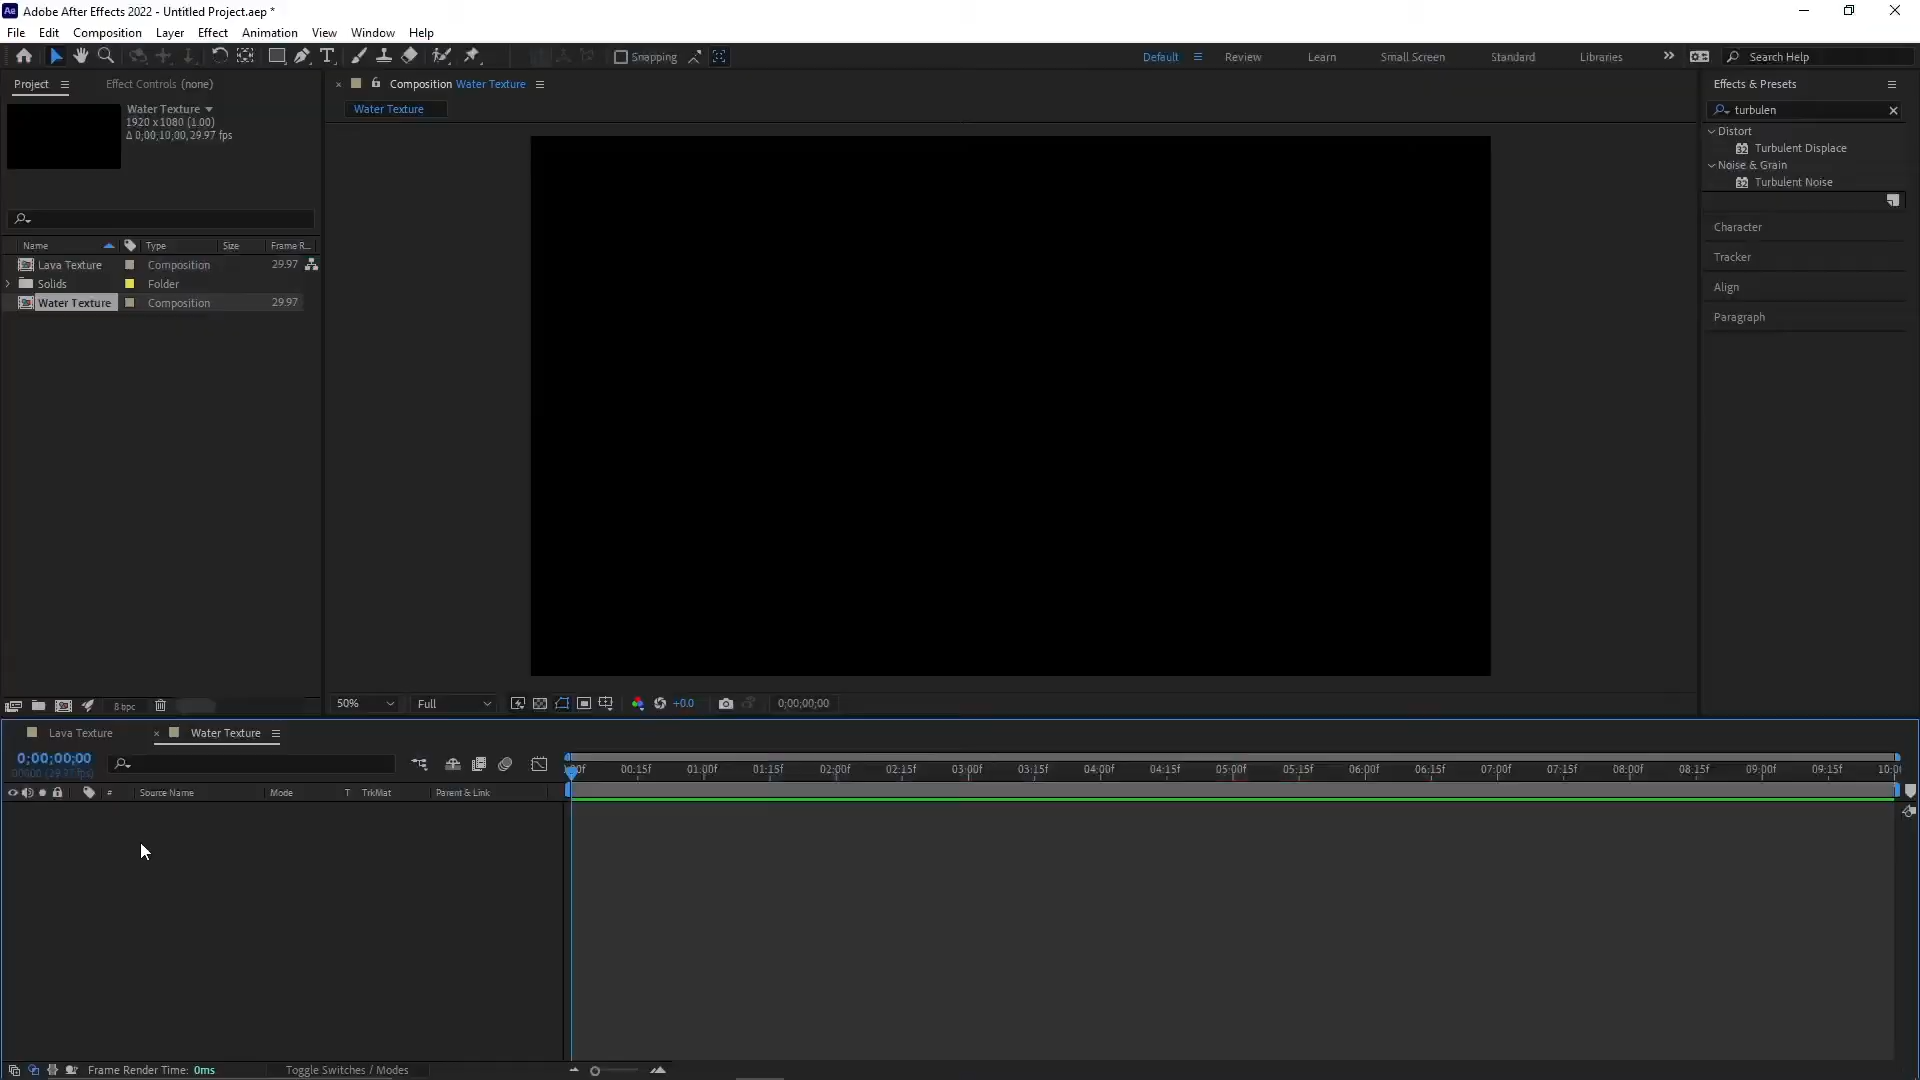 Adobe After Effects 2022 - Untitled Project.aep *
File Edit Composition Layer Effect Animation View Window Help
Snapping
Default Review Learn Small Screen Standard Libraries Search Help
Project Effect Controls (none)
Composition Water Texture
Effects & Presets
Water Texture
1920 x 1080 (1.00)
Δ 0;00;10;00, 29.97 fps
Water Texture
turbulen
Distort
32 Turbulent Displace
Noise & Grain
32 Turbulent Noise
Character
Tracker
Align
Paragraph
Name Type Size Frame R...
Lava Texture Composition 29.97
Solids Folder
Water Texture Composition 29.97
8 bpc
50% Full +0.0 0;00;00;00
Lava Texture Water Texture
0;00;00;00
00000 (29.97 fps)
00f 00:15f 01:00f 01:15f 02:00f 02:15f 03:00f 03:15f 04:00f 04:15f 05:00f 05:15f 06:00f 06:15f 07:00f 07:15f 08:00f 08:15f 09:00f 09:15f 10:0
# Source Name Mode T TrkMat Parent & Link
Frame Render Time: 0ms Toggle Switches / Modes